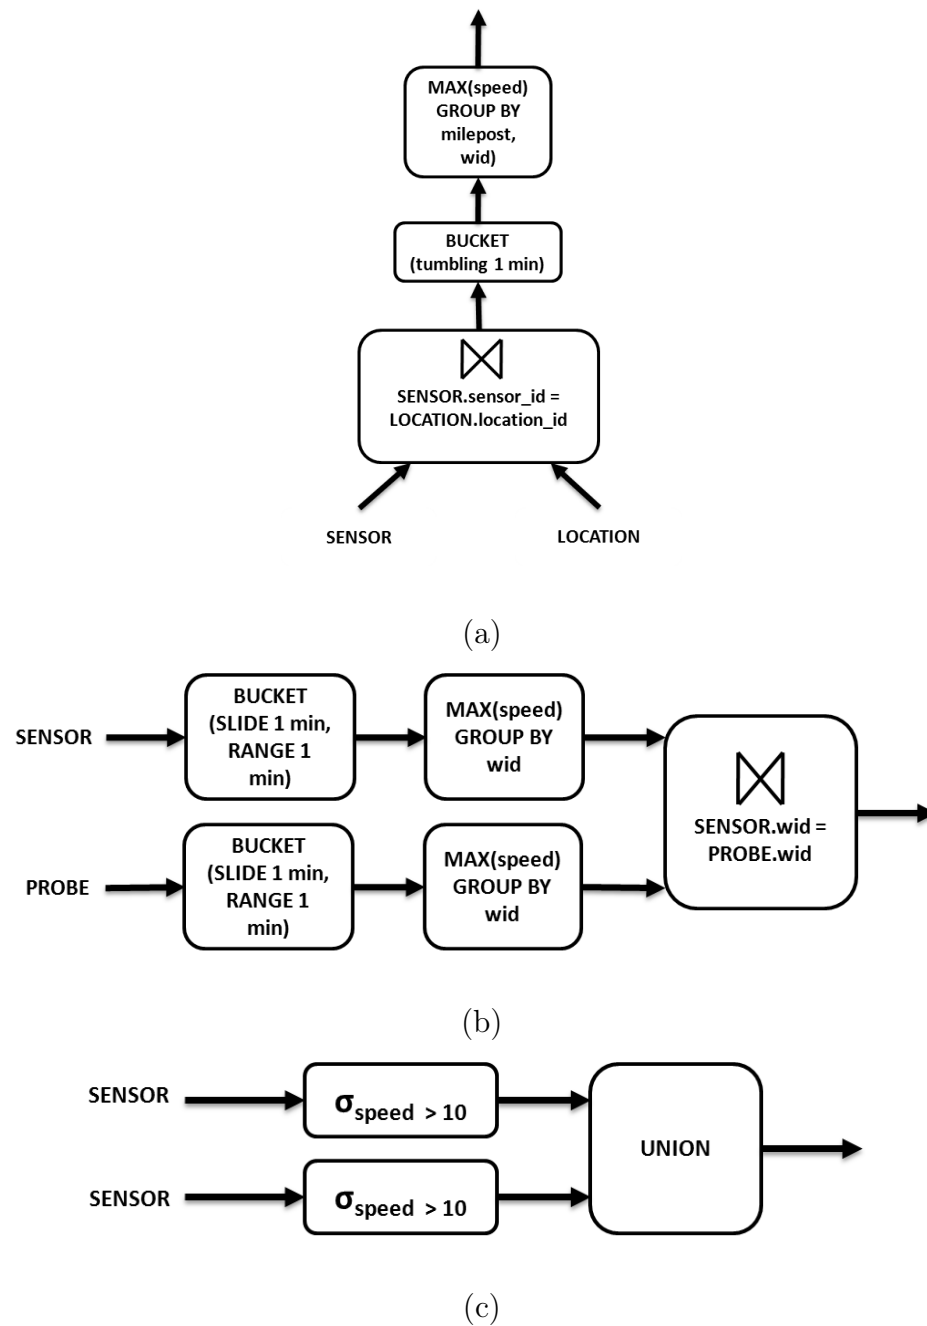 MAX(speed)
GROUP BY
milepost,
wid)
BUCKET
(tumbling 1 min)
SENSOR.sensor_id =
LOCATION.location_id
SENSOR
LOCATION
(a)
SENSOR
BUCKET
(SLIDE 1 min,
RANGE 1
min)
MAX(speed)
GROUP BY
wid
PROBE
BUCKET
(SLIDE 1 min,
RANGE 1
min)
MAX(speed)
GROUP BY
wid
⋈
SENSOR.wid =
PROBE.wid
(b)
SENSOR
σspeed > 10
SENSOR
σspeed > 10
UNION
(c)